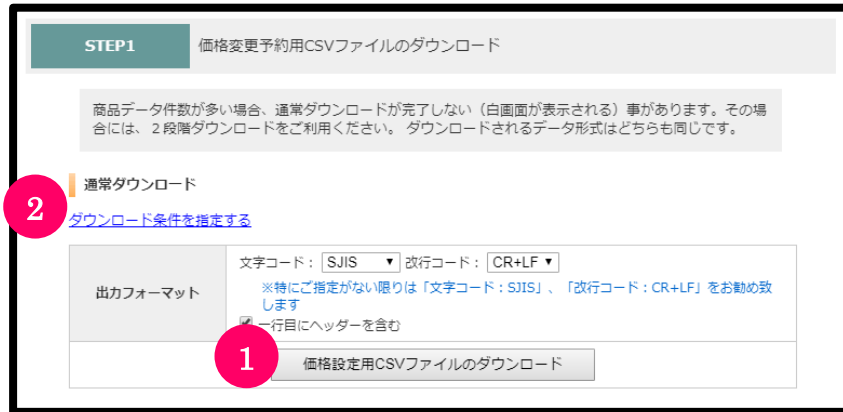 STEP1 価格変更予約用CSVファイルのダウンロード
商品データ件数が多い場合、通常ダウンロードが完了しない（白画面が表示される）事があります。その場
合には、２段階ダウンロードをご利用ください。 ダウンロードされるデータ形式はどちらも同じです。
通常ダウンロード
2
ダウンロード条件を指定する
文字コード： SJIS ▼ 改行コード： CR+LF ▼
出力フォーマット
※特にご指定がない限りは「文字コード：SJIS」、「改行コード：CR+LF」をお勧め致
します
一行目にヘッダーを含む
1
価格設定用CSVファイルのダウンロード